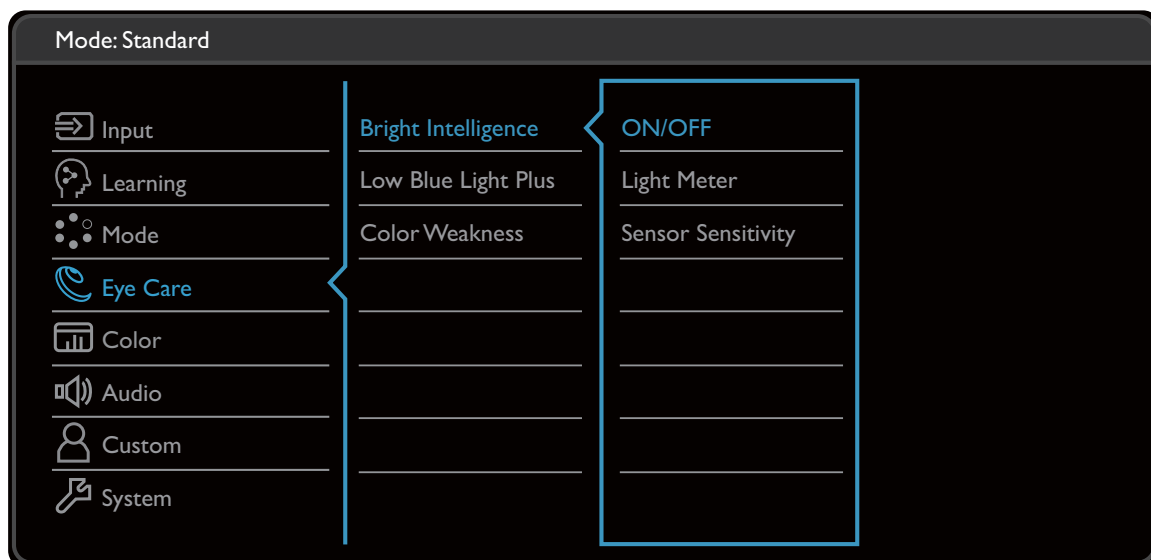 Mode: Standard
Input
Learning
Mode
Eye Care
Color
Audio
Custom
System
Bright Intelligence
Low Blue Light Plus
Color Weakness
ON/OFF
Light Meter
Sensor Sensitivity